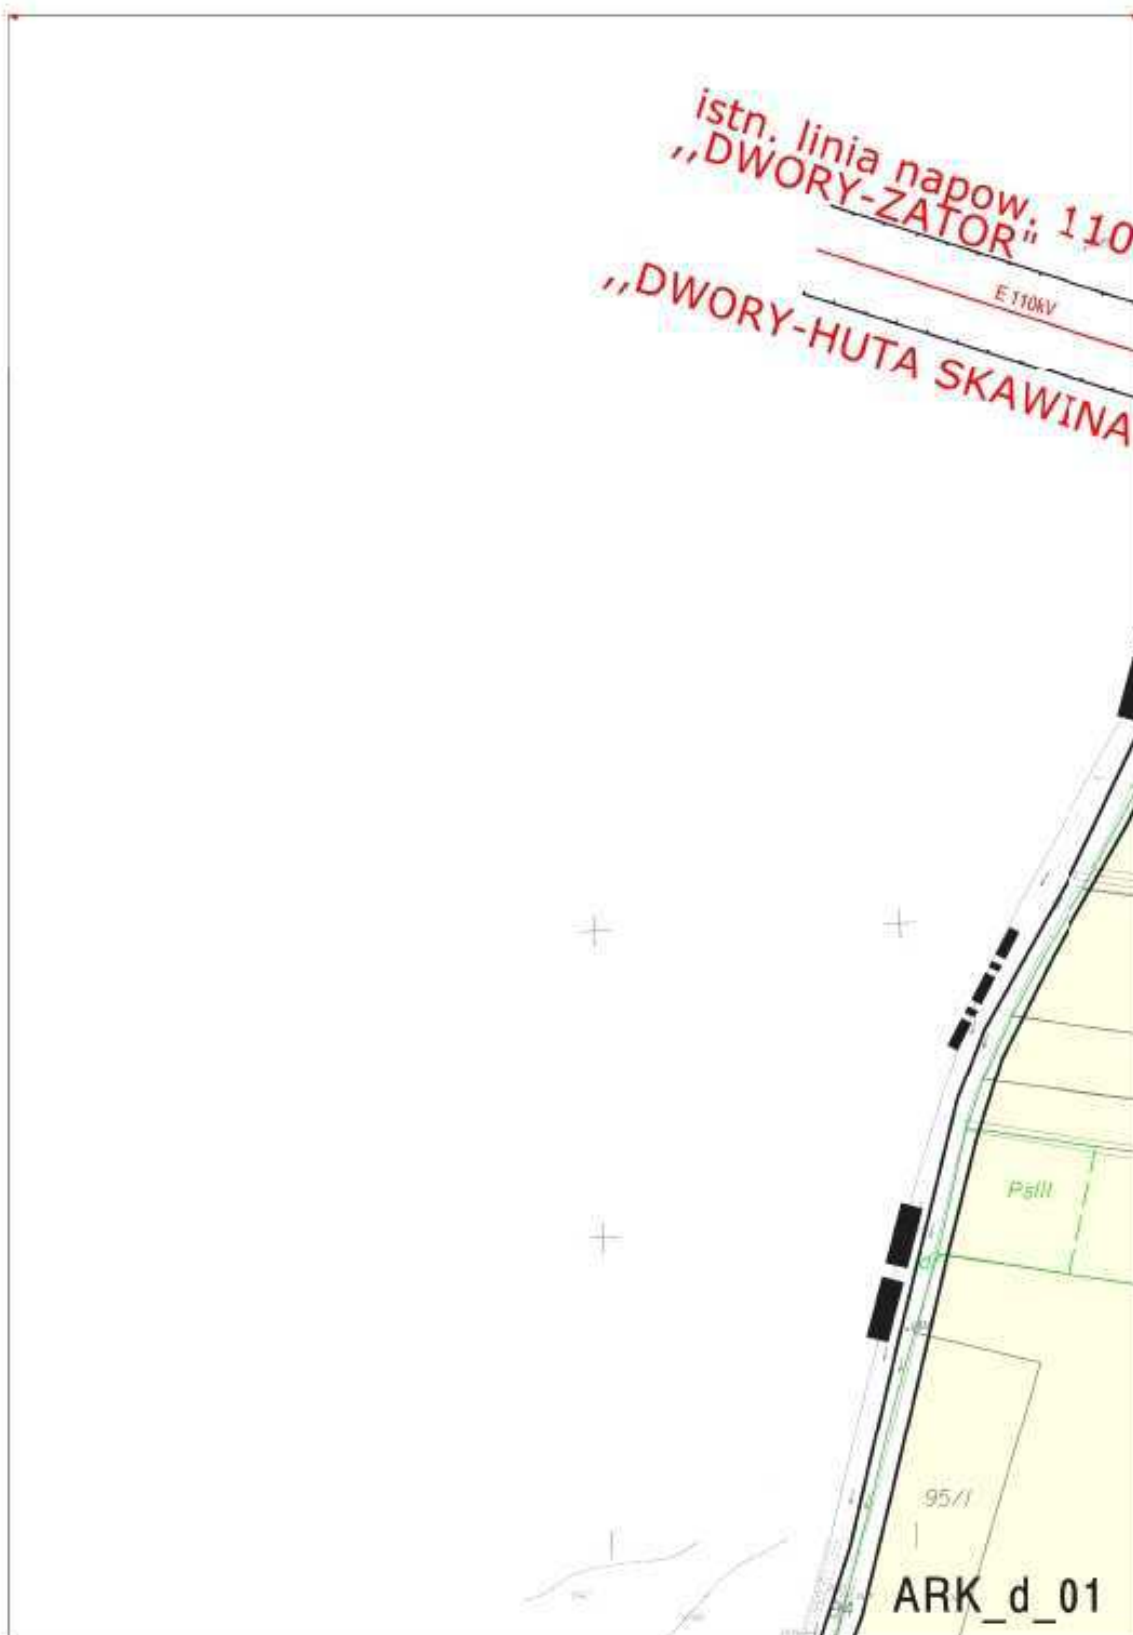 istn. linia napow. 110
,,DWORY-ZATOR"
E 110kV
,,DWORY-HUTA SKAWINA
PsIII
95/1
ARK_d_01